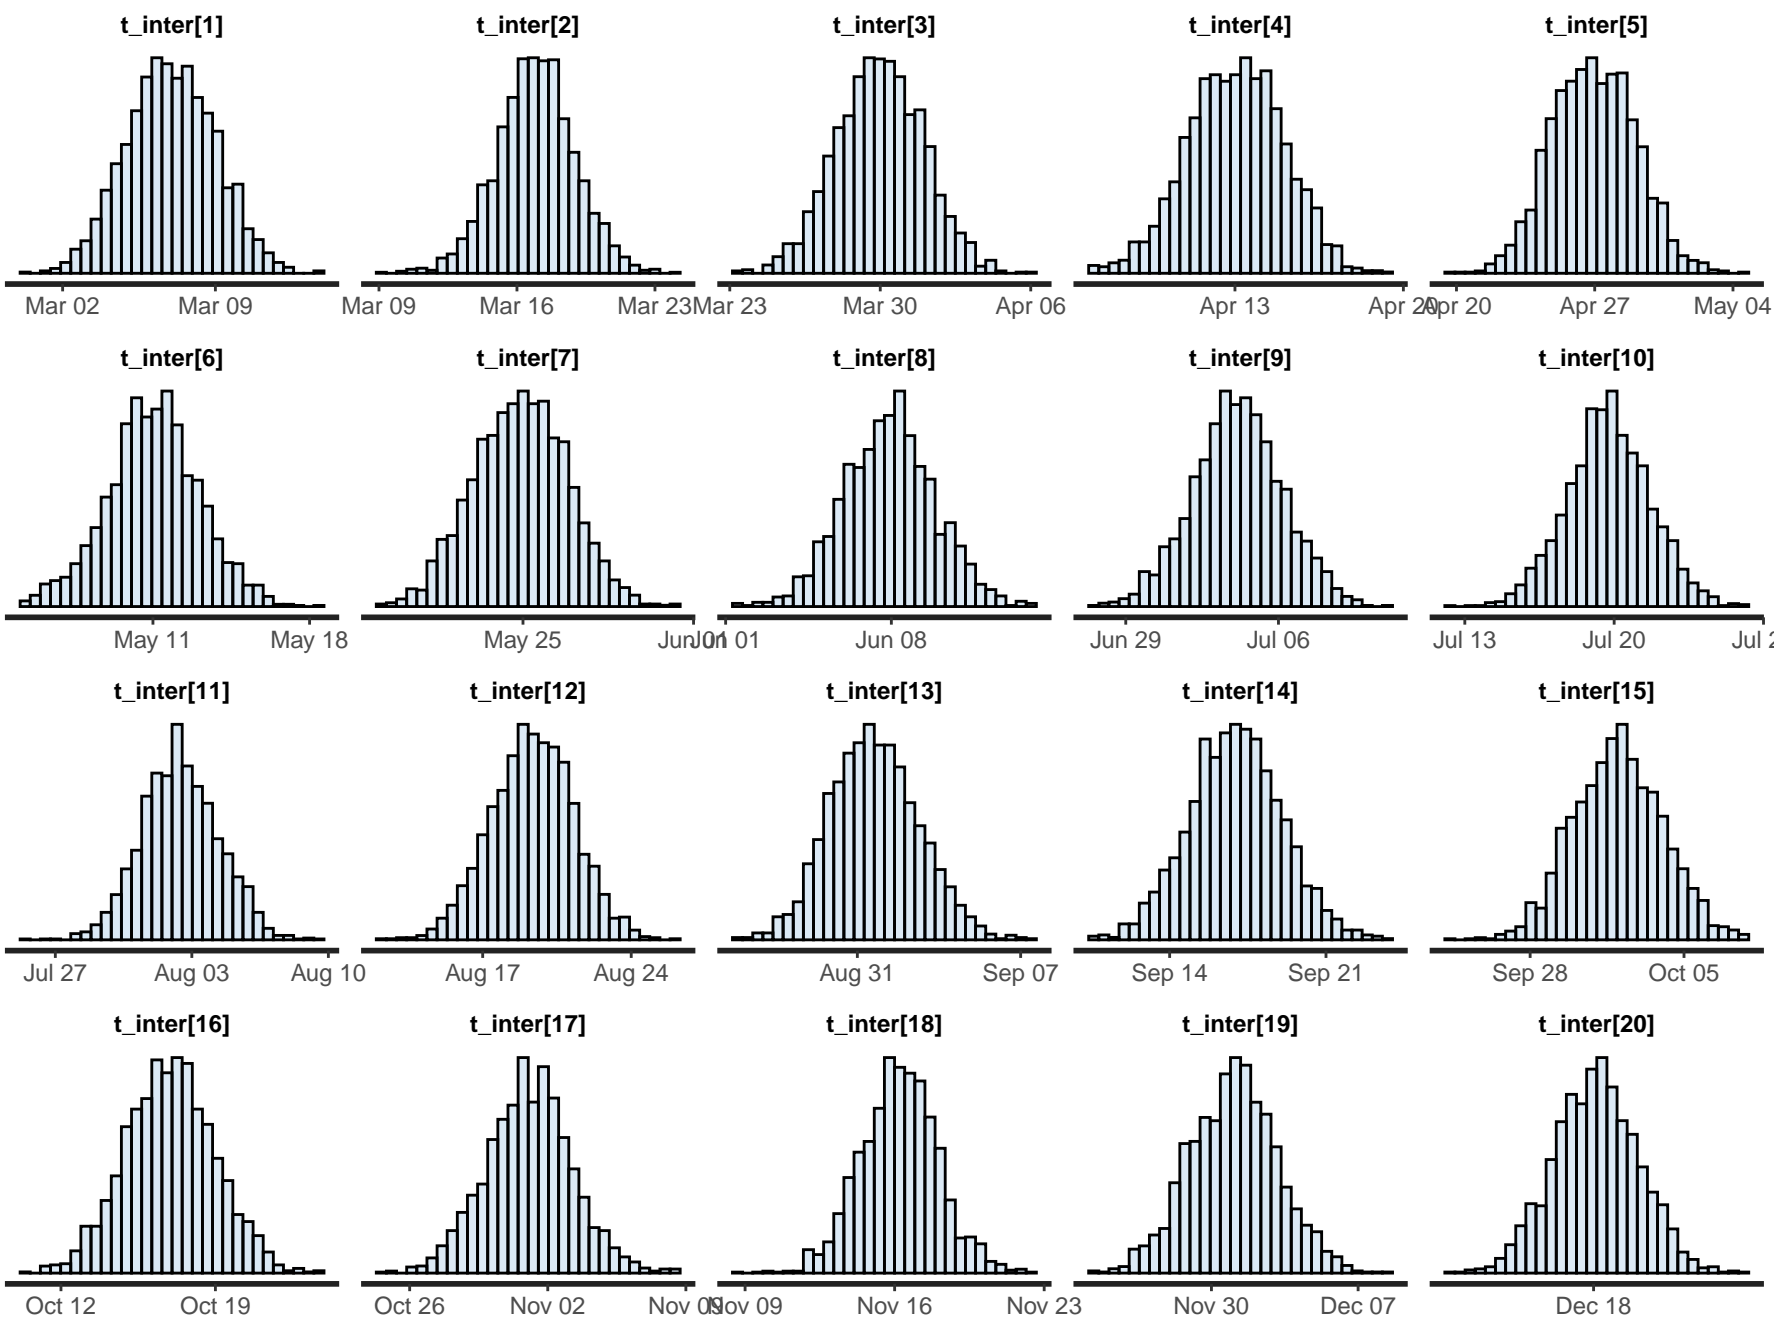 t_inter[1] t_inter[2] t_inter[3] t_inter[4] t_inter[5]
Mar 02 Mar 09 Mar 09 Mar 16 Mar 23 Mar 23 Mar 30 Apr 06 Apr 13 Apr 20 Apr 20 Apr 27 May 04
t_inter[6] t_inter[7] t_inter[8] t_inter[9] t_inter[10]
May 11 May 18 May 25 Jun 01 Jun 01 Jun 08 Jun 29 Jul 06 Jul 13 Jul 20 Jul 2
t_inter[11] t_inter[12] t_inter[13] t_inter[14] t_inter[15]
Jul 27 Aug 03 Aug 10 Aug 17 Aug 24 Aug 31 Sep 07 Sep 14 Sep 21 Sep 28 Oct 05
t_inter[16] t_inter[17] t_inter[18] t_inter[19] t_inter[20]
Oct 12 Oct 19 Oct 26 Nov 02 Nov 09 Nov 09 Nov 16 Nov 23 Nov 30 Dec 07 Dec 18